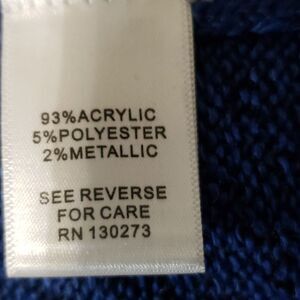 93%ACRYLIC
5%POLYESTER
2%METALLIC
SEE REVERSE
FOR CARE
RN 130273